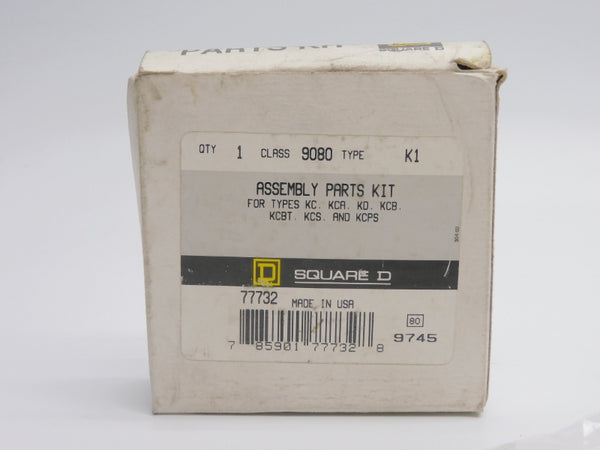 PARTS KIT
SQUARE D
QTY 1 CLASS 9080 TYPE K1
ASSEMBLY PARTS KIT
FOR TYPES KC. KCA. KD. KCB.
KCBT. KCS. AND KCPS
D SQUARE D
77732 MADE IN USA
80
9745
7 85901 77732 8